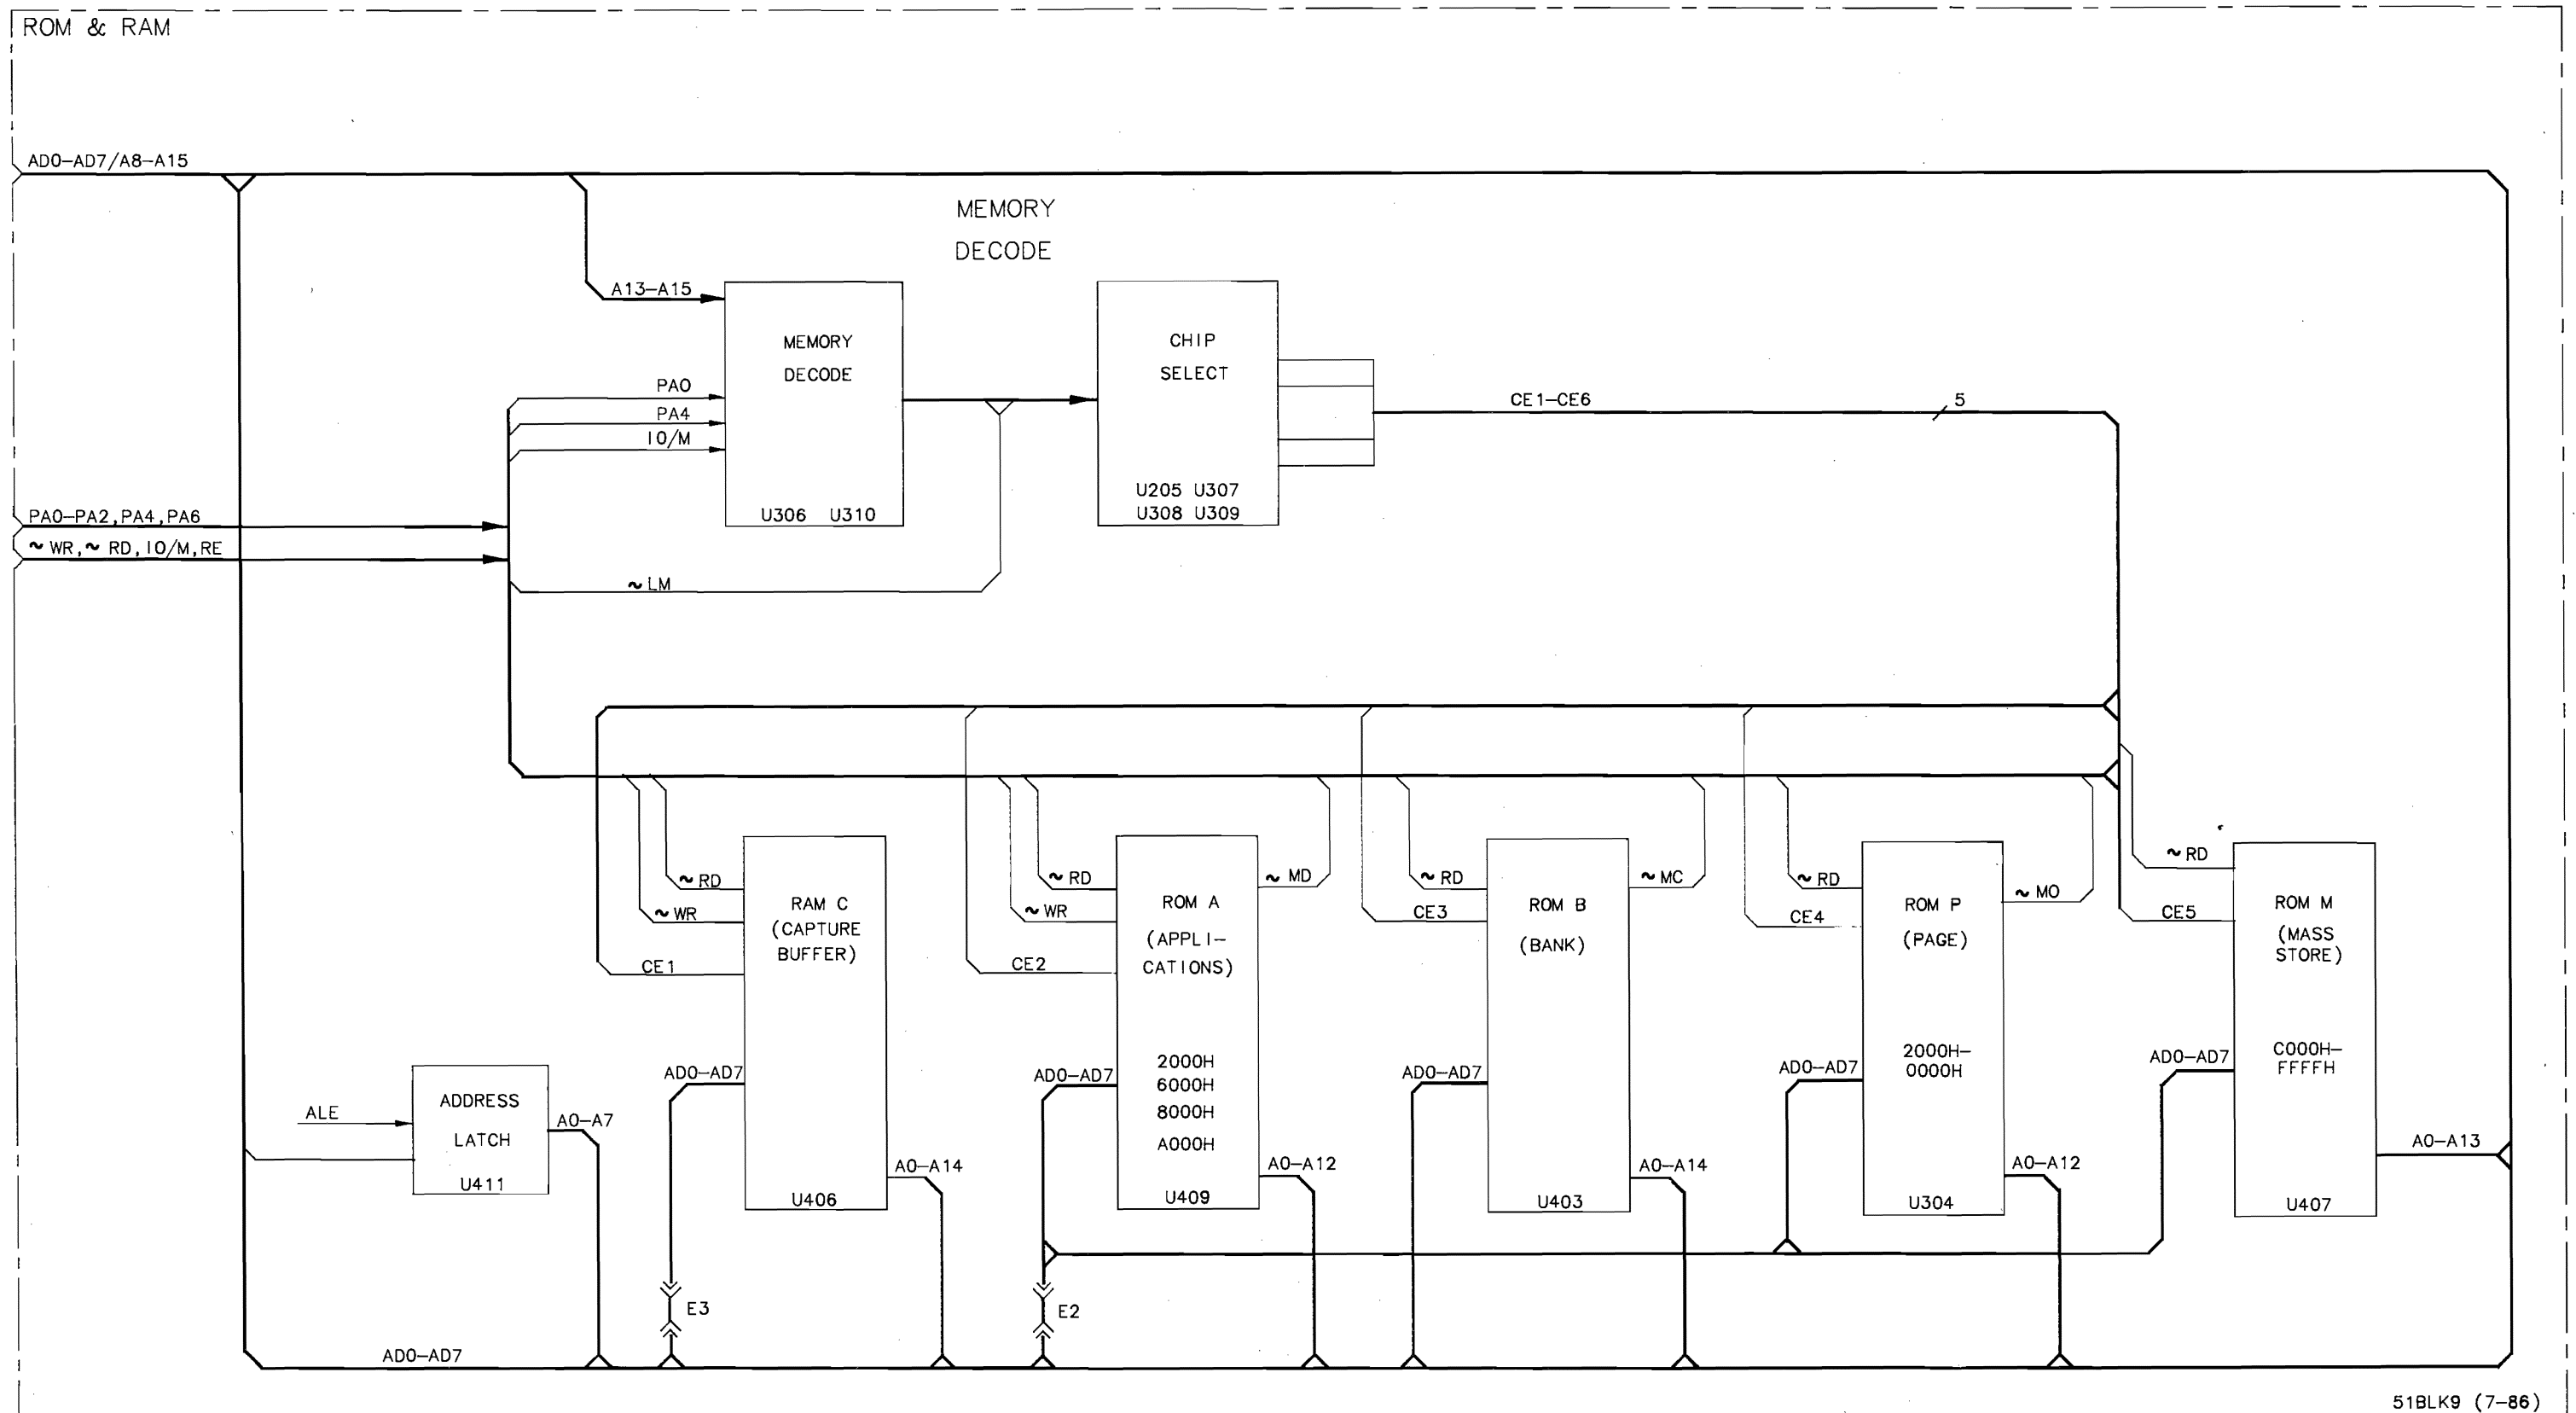 ROM & RAM
AD0-AD7/A8-A15
MEMORY
DECODE
A13-A15
MEMORY
DECODE
U306 U310
CHIP
SELECT
U205 U307
U308 U309
PA0
PA4
IO/M
CE1-CE6
5
PA0-PA2,PA4,PA6
~WR,~RD,IO/M,RE
~LM
~RD
~WR
CE1
RAM C
(CAPTURE
BUFFER)
AD0-AD7
A0-A14
U406
~RD
~WR
CE2
~MD
ROM A
(APPLI-
CATIONS)
2000H
6000H
8000H
A000H
AD0-AD7
A0-A12
U409
~RD
CE3
~MC
ROM B
(BANK)
AD0-AD7
A0-A14
U403
~RD
CE4
~MO
ROM P
(PAGE)
2000H-
0000H
AD0-AD7
A0-A12
U304
~RD
CE5
ROM M
(MASS
STORE)
C000H-
FFFFH
AD0-AD7
A0-A13
U407
ALE
ADDRESS
LATCH
U411
A0-A7
E3
E2
AD0-AD7
51BLK9 (7-86)